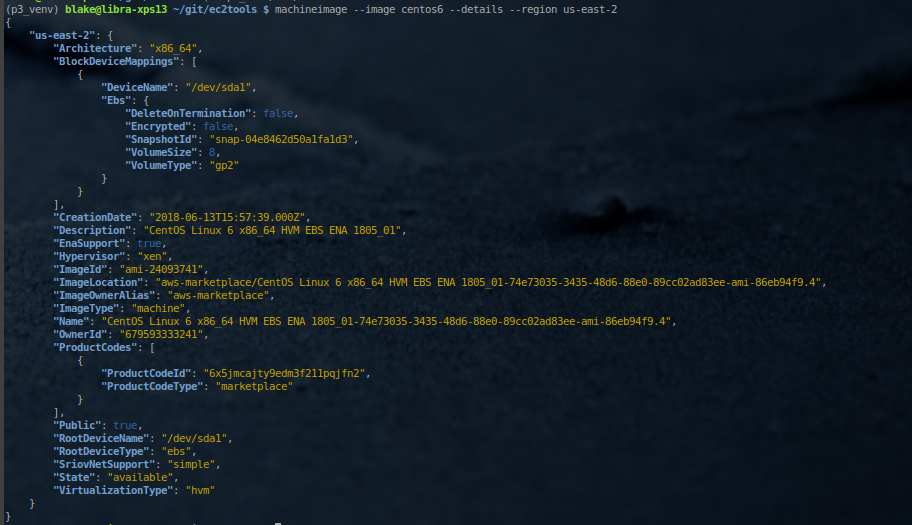 (p3_venv) blake@libra-xps13 ~/git/ec2tools $ machineimage --image centos6 --details --region us-east-2
{
    "us-east-2": {
        "Architecture": "x86_64",
        "BlockDeviceMappings": [
            {
                "DeviceName": "/dev/sda1",
                "Ebs": {
                    "DeleteOnTermination": false,
                    "Encrypted": false,
                    "SnapshotId": "snap-04e8462d50a1fa1d3",
                    "VolumeSize": 8,
                    "VolumeType": "gp2"
                }
            }
        ],
        "CreationDate": "2018-06-13T15:57:39.000Z",
        "Description": "CentOS Linux 6 x86_64 HVM EBS ENA 1805_01",
        "EnaSupport": true,
        "Hypervisor": "xen",
        "ImageId": "ami-24093741",
        "ImageLocation": "aws-marketplace/CentOS Linux 6 x86_64 HVM EBS ENA 1805_01-74e73035-3435-48d6-88e0-89cc02ad83ee-ami-86eb94f9.4",
        "ImageOwnerAlias": "aws-marketplace",
        "ImageType": "machine",
        "Name": "CentOS Linux 6 x86_64 HVM EBS ENA 1805_01-74e73035-3435-48d6-88e0-89cc02ad83ee-ami-86eb94f9.4",
        "OwnerId": "679593333241",
        "ProductCodes": [
            {
                "ProductCodeId": "6x5jmcajty9edm3f211pqjfn2",
                "ProductCodeType": "marketplace"
            }
        ],
        "Public": true,
        "RootDeviceName": "/dev/sda1",
        "RootDeviceType": "ebs",
        "SriovNetSupport": "simple",
        "State": "available",
        "VirtualizationType": "hvm"
    }
}